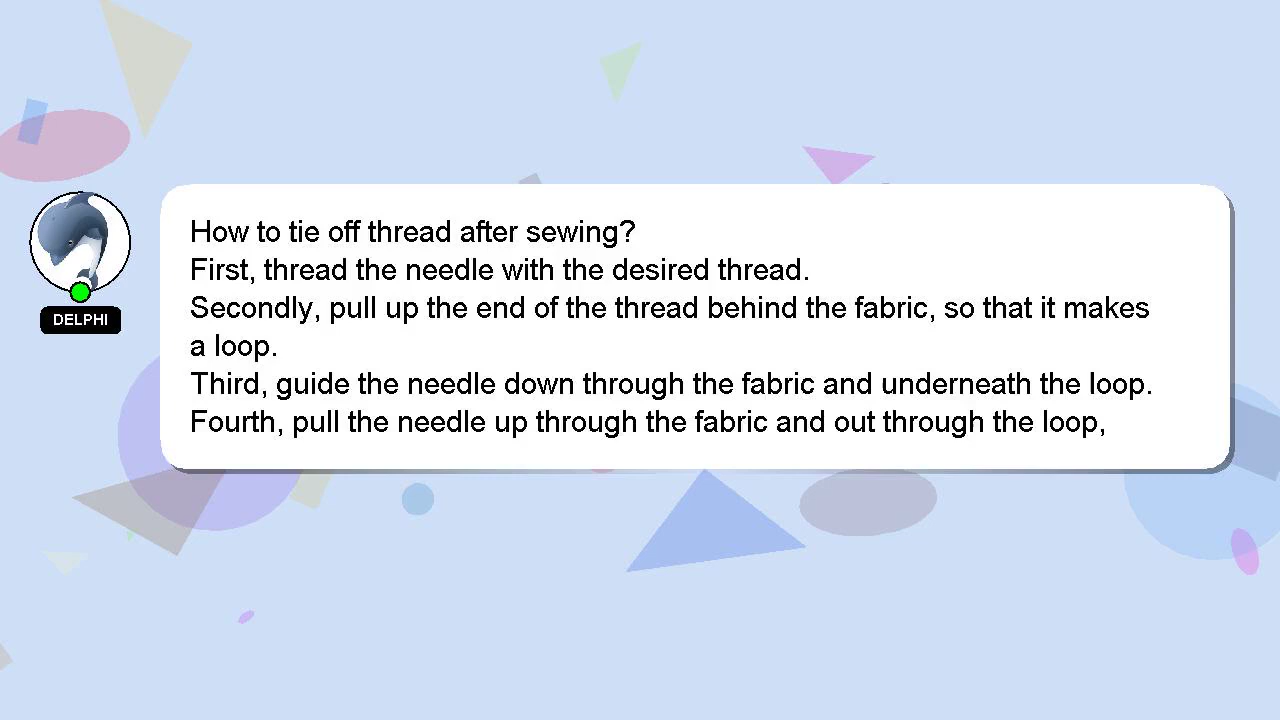 How to tie off thread after sewing?
First, thread the needle with the desired thread.
Secondly, pull up the end of the thread behind the fabric, so that it makes
a loop.
Third, guide the needle down through the fabric and underneath the loop.
Fourth, pull the needle up through the fabric and out through the loop,
DELPHI